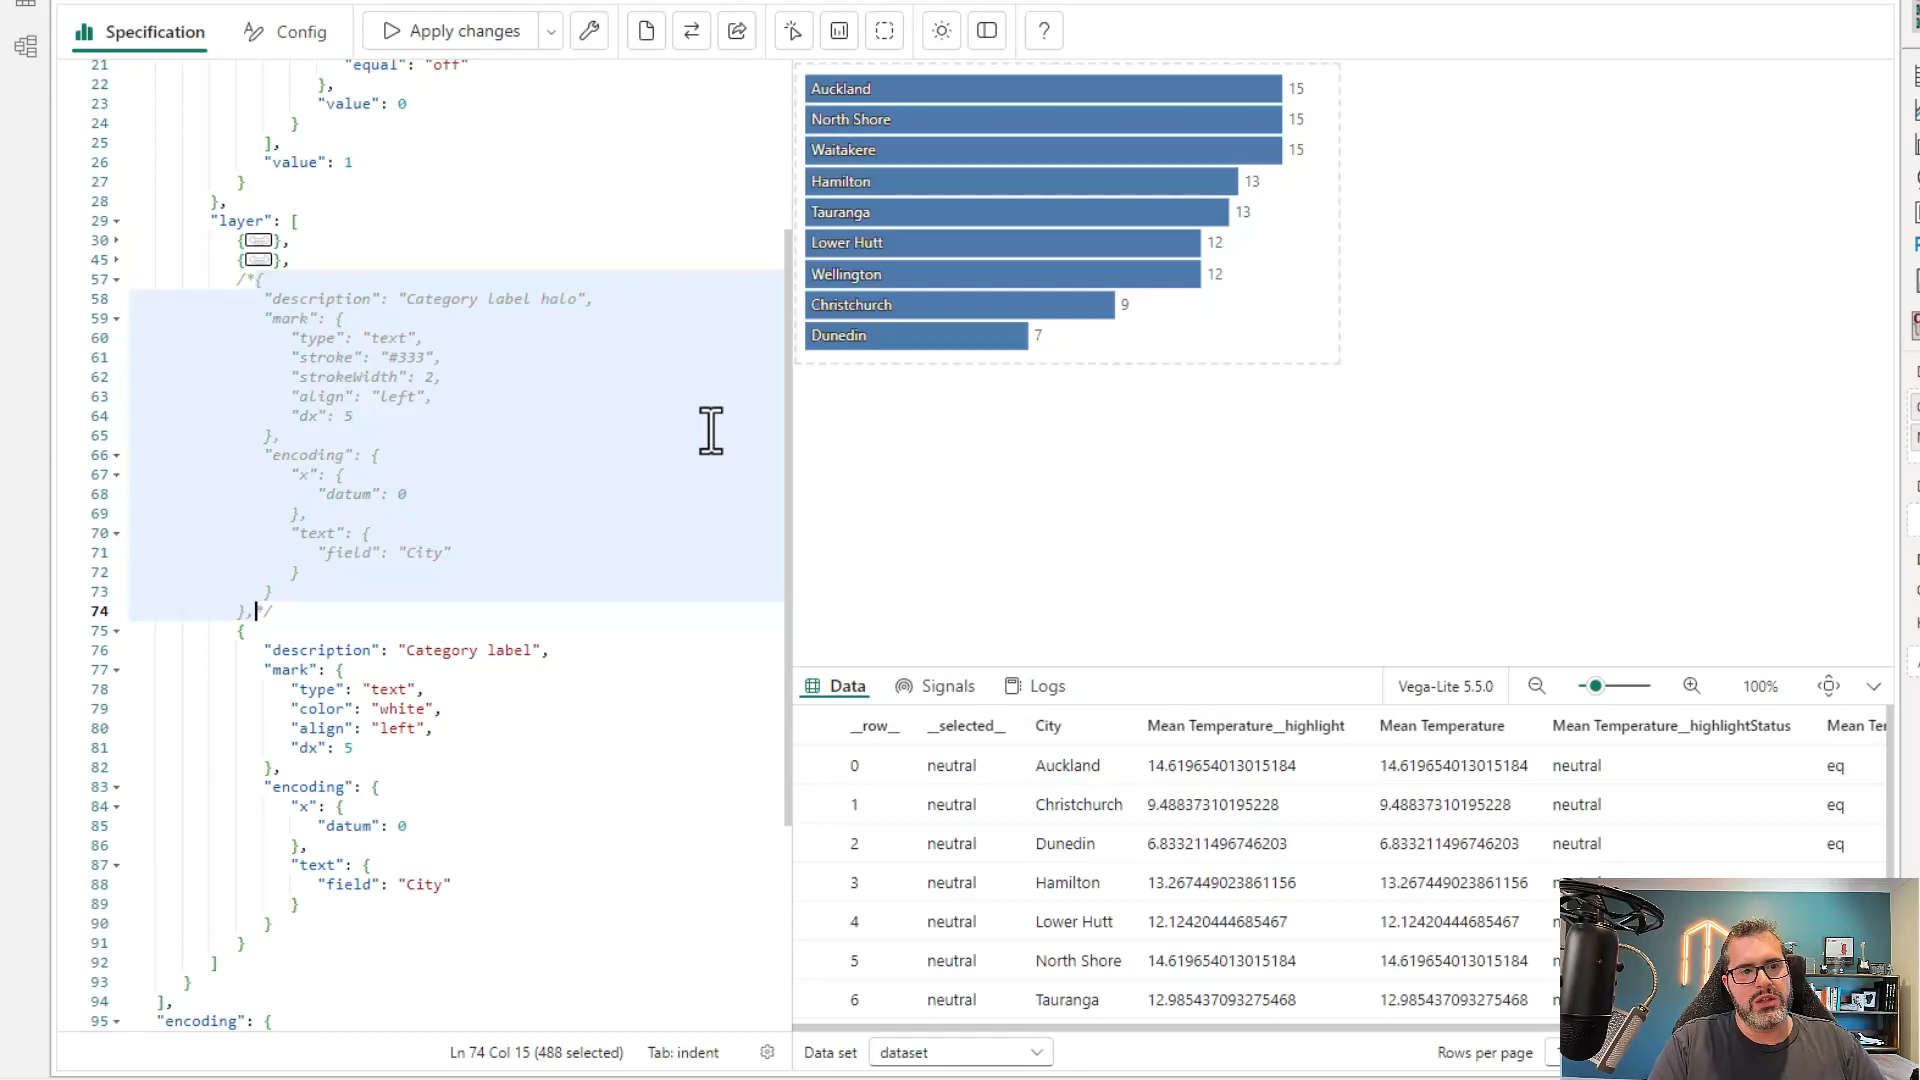 Specification Config Apply changes ?
21 "equal": "off"
22 },
23 "value": 0
24 }
25 ],
26 "value": 1
27 }
28 },
29 "layer": [
30 { },
45 { },
57 /*{
58 "description": "Category label halo",
59 "mark": {
60 "type": "text",
61 "stroke": "#333",
62 "strokeWidth": 2,
63 "align": "left",
64 "dx": 5
65 },
66 "encoding": {
67 "x": {
68 "datum": 0
69 },
70 "text": {
71 "field": "City"
72 }
73 }
74 },*/
75 {
76 "description": "Category label",
77 "mark": {
78 "type": "text",
79 "color": "white",
80 "align": "left",
81 "dx": 5
82 },
83 "encoding": {
84 "x": {
85 "datum": 0
86 },
87 "text": {
88 "field": "City"
89 }
90 }
91 }
92 ]
93 }
94 ],
95 "encoding": {
Ln 74 Col 15 (488 selected) Tab: indent
Auckland 15
North Shore 15
Waitakere 15
Hamilton 13
Tauranga 13
Lower Hutt 12
Wellington 12
Christchurch 9
Dunedin 7
Data Signals Logs Vega-Lite 5.5.0 100%
__row__ __selected__ City Mean Temperature__highlight Mean Temperature Mean Temperature__highlightStatus Mean Ter
0 neutral Auckland 14.619654013015184 14.619654013015184 neutral eq
1 neutral Christchurch 9.48837310195228 9.48837310195228 neutral eq
2 neutral Dunedin 6.833211496746203 6.833211496746203 neutral eq
3 neutral Hamilton 13.267449023861156 13.267449023861156
4 neutral Lower Hutt 12.12420444685467 12.12420444685467
5 neutral North Shore 14.619654013015184 14.619654013015184
6 neutral Tauranga 12.985437093275468 12.985437093275468
Data set dataset Rows per page